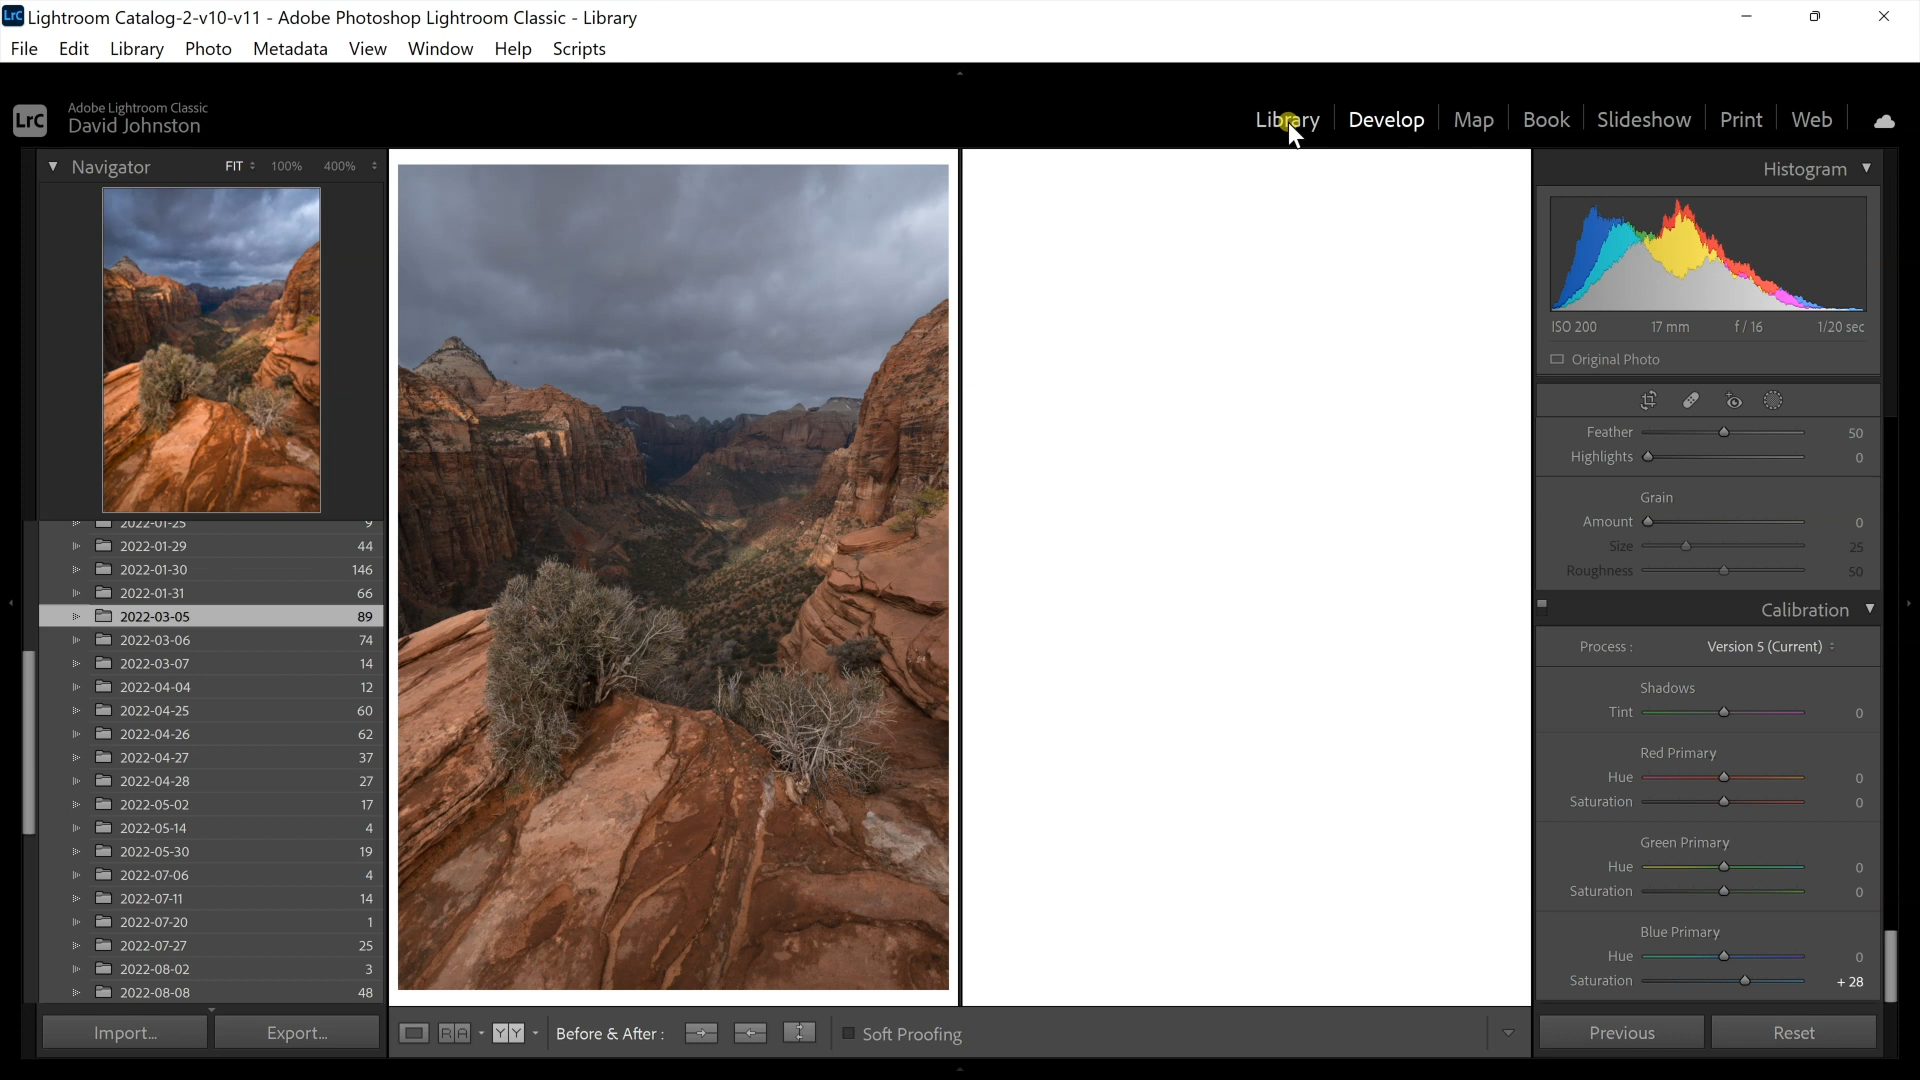 LrC Lightroom Catalog-2-v10-v11 - Adobe Photoshop Lightroom Classic - Library
File Edit Library Photo Metadata View Window Help Scripts
LrC Adobe Lightroom Classic
David Johnston
Library Develop Map Book Slideshow Print Web
Navigator FIT 100% 400%
2022-01-25 9
2022-01-29 44
2022-01-30 146
2022-01-31 66
2022-03-05 89
2022-03-06 74
2022-03-07 14
2022-04-04 12
2022-04-25 60
2022-04-26 62
2022-04-27 37
2022-04-28 27
2022-05-02 17
2022-05-14 4
2022-05-30 19
2022-07-06 4
2022-07-11 14
2022-07-20 1
2022-07-27 25
2022-08-02 3
2022-08-08 48
Import... Export...
RA YY Before & After : Soft Proofing
Histogram
ISO 200 17 mm f / 16 1/20 sec
Original Photo
Feather 50
Highlights 0
Grain
Amount 0
Size 25
Roughness 50
Calibration
Process : Version 5 (Current)
Shadows
Tint 0
Red Primary
Hue 0
Saturation 0
Green Primary
Hue 0
Saturation 0
Blue Primary
Hue 0
Saturation + 28
Previous Reset